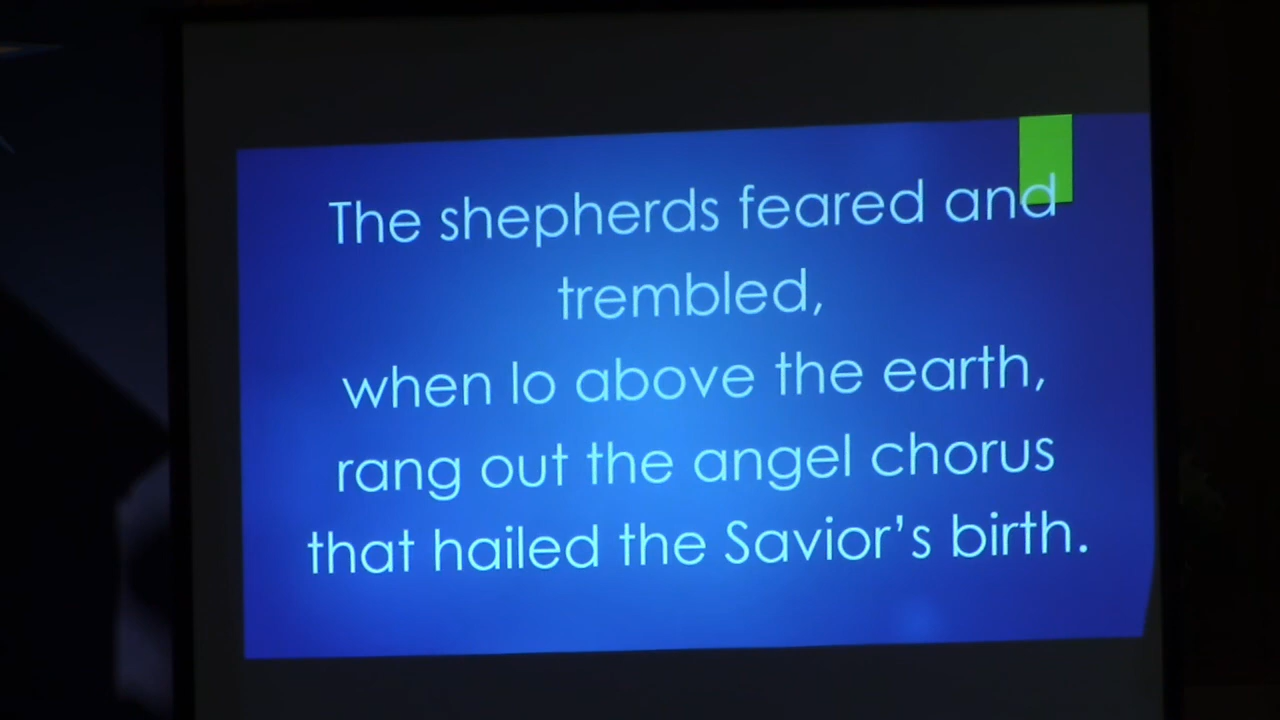 The shepherds feared and
trembled,
when lo above the earth,
rang out the angel chorus
that hailed the Savior’s birth.